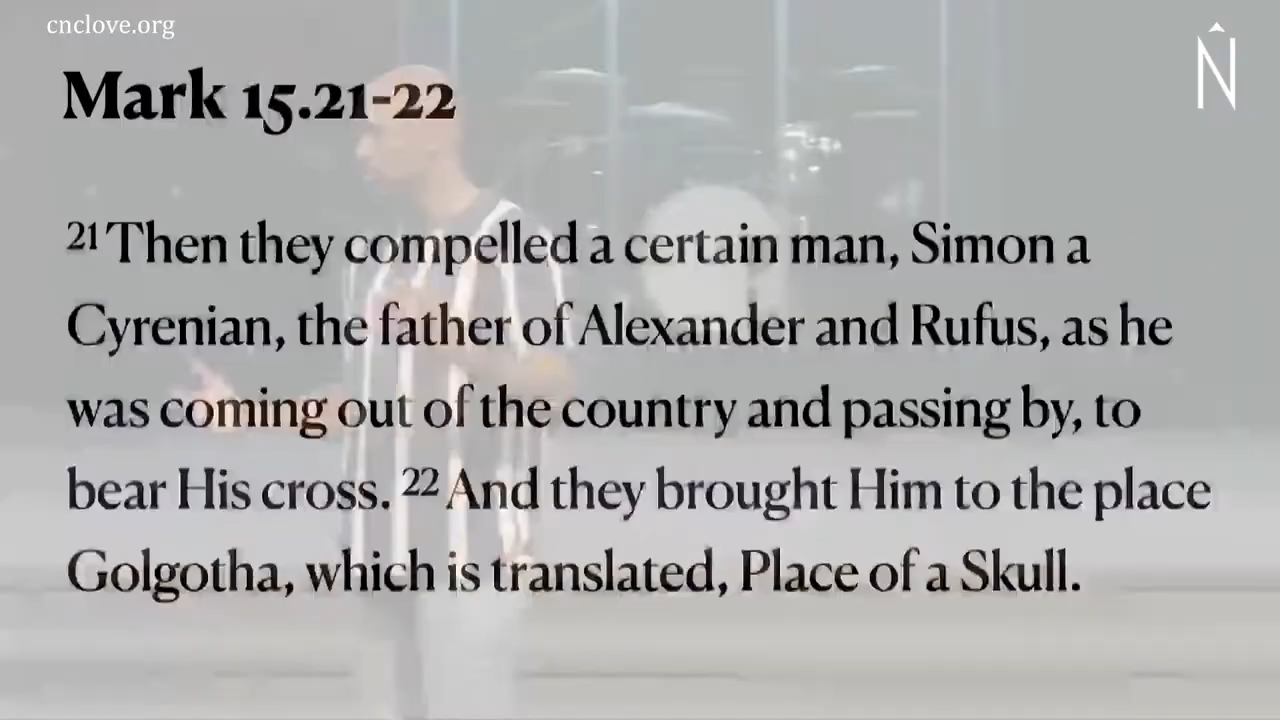 cnclove.org
N̂
Mark 15.21-22
21 Then they compelled a certain man, Simon a
Cyrenian, the father of Alexander and Rufus, as he
was coming out of the country and passing by, to
bear His cross. 22 And they brought Him to the place
Golgotha, which is translated, Place of a Skull.